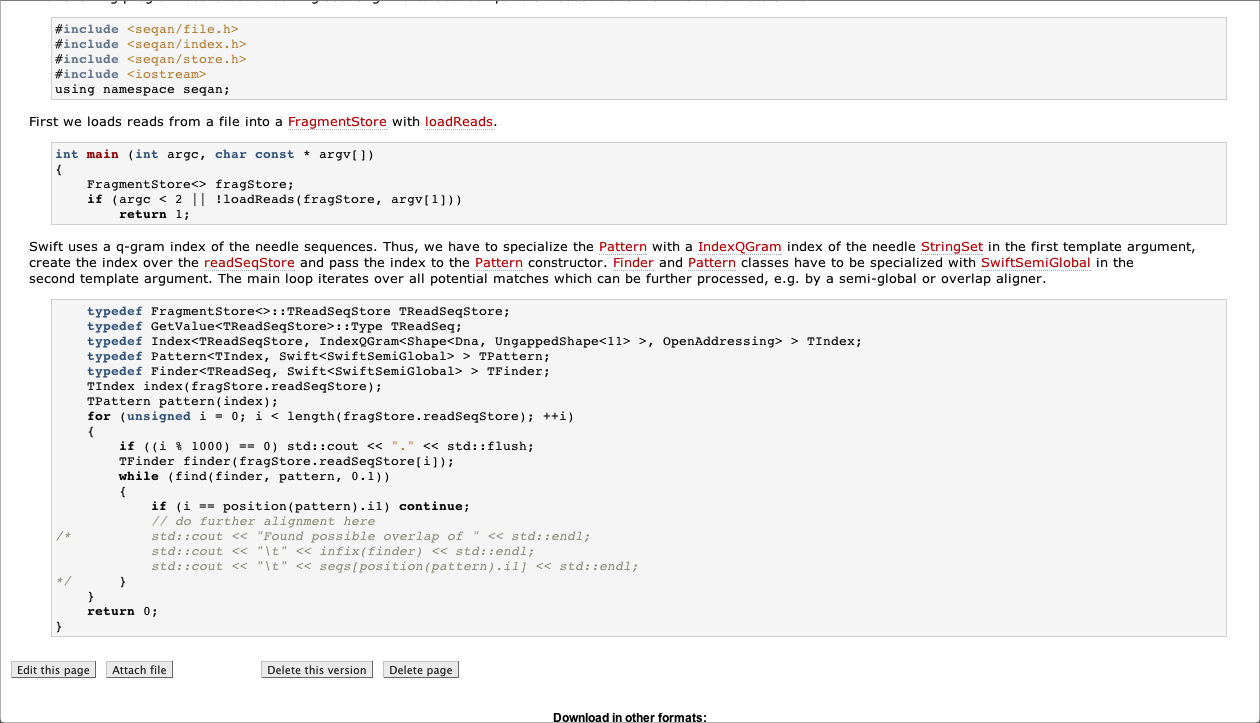 #include <seqan/file.h>
#include <seqan/index.h>
#include <seqan/store.h>
#include <iostream>
using namespace seqan;
First we loads reads from a file into a FragmentStore with loadReads.
int main (int argc, char const * argv[])
{
    FragmentStore<> fragStore;
    if (argc < 2 || !loadReads(fragStore, argv[1]))
        return 1;
Swift uses a q-gram index of the needle sequences. Thus, we have to specialize the Pattern with a IndexQGram index of the needle StringSet in the first template argument,
create the index over the readSeqStore and pass the index to the Pattern constructor. Finder and Pattern classes have to be specialized with SwiftSemiGlobal in the
second template argument. The main loop iterates over all potential matches which can be further processed, e.g. by a semi-global or overlap aligner.
    typedef FragmentStore<>::TReadSeqStore TReadSeqStore;
    typedef GetValue<TReadSeqStore>::Type TReadSeq;
    typedef Index<TReadSeqStore, IndexQGram<Shape<Dna, UngappedShape<11> >, OpenAddressing> > TIndex;
    typedef Pattern<TIndex, Swift<SwiftSemiGlobal> > TPattern;
    typedef Finder<TReadSeq, Swift<SwiftSemiGlobal> > TFinder;
    TIndex index(fragStore.readSeqStore);
    TPattern pattern(index);
    for (unsigned i = 0; i < length(fragStore.readSeqStore); ++i)
    {
        if ((i % 1000) == 0) std::cout << "." << std::flush;
        TFinder finder(fragStore.readSeqStore[i]);
        while (find(finder, pattern, 0.1))
        {
            if (i == position(pattern).i1) continue;
            // do further alignment here
/*          std::cout << "Found possible overlap of " << std::endl;
            std::cout << "\t" << infix(finder) << std::endl;
            std::cout << "\t" << seqs[position(pattern).i1] << std::endl;
*/      }
    }
    return 0;
}
Edit this page Attach file Delete this version Delete page
Download in other formats: